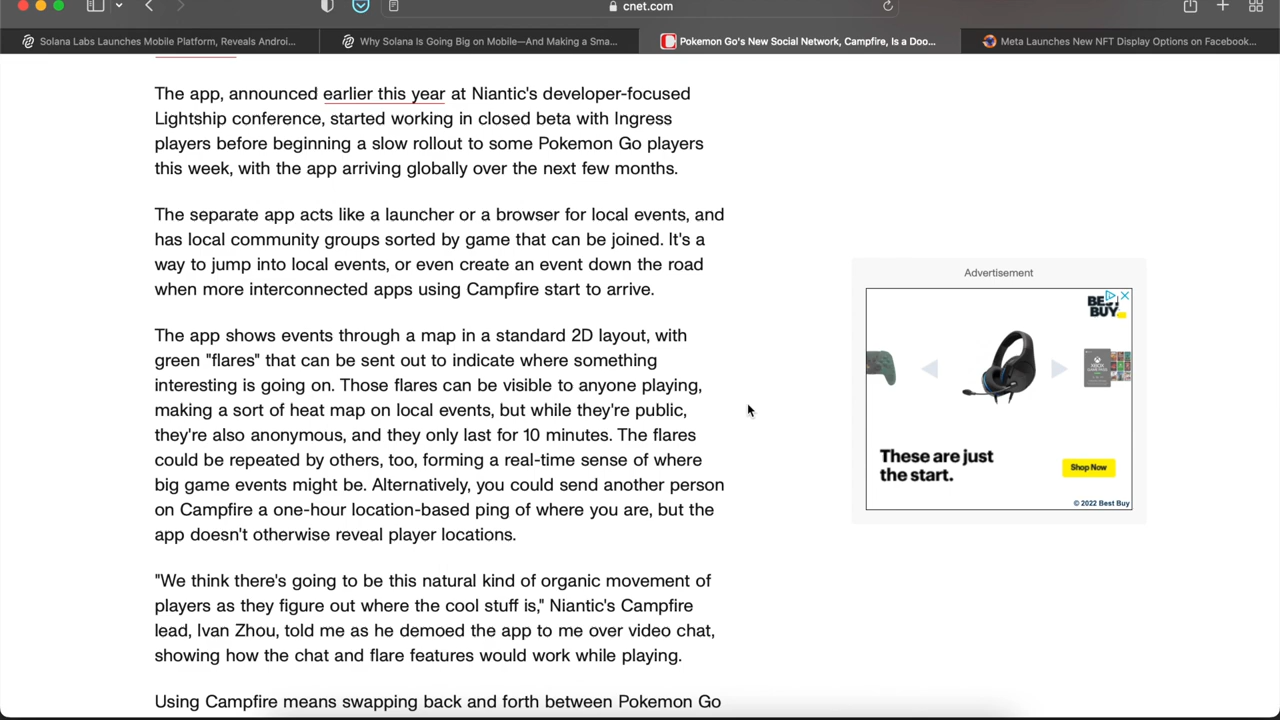 cnet.com
Solana Labs Launches Mobile Platform, Reveals Androi...
Why Solana Is Going Big on Mobile—And Making a Sma...
Pokemon Go's New Social Network, Campfire, Is a Doo...
Meta Launches New NFT Display Options on Facebook...
The app, announced earlier this year at Niantic's developer-focused
Lightship conference, started working in closed beta with Ingress
players before beginning a slow rollout to some Pokemon Go players
this week, with the app arriving globally over the next few months.
The separate app acts like a launcher or a browser for local events, and
has local community groups sorted by game that can be joined. It's a
way to jump into local events, or even create an event down the road
when more interconnected apps using Campfire start to arrive.
The app shows events through a map in a standard 2D layout, with
green "flares" that can be sent out to indicate where something
interesting is going on. Those flares can be visible to anyone playing,
making a sort of heat map on local events, but while they're public,
they're also anonymous, and they only last for 10 minutes. The flares
could be repeated by others, too, forming a real-time sense of where
big game events might be. Alternatively, you could send another person
on Campfire a one-hour location-based ping of where you are, but the
app doesn't otherwise reveal player locations.
"We think there's going to be this natural kind of organic movement of
players as they figure out where the cool stuff is," Niantic's Campfire
lead, Ivan Zhou, told me as he demoed the app to me over video chat,
showing how the chat and flare features would work while playing.
Using Campfire means swapping back and forth between Pokemon Go
Advertisement
BEST
BUY
These are just
the start.
Shop Now
© 2022 Best Buy